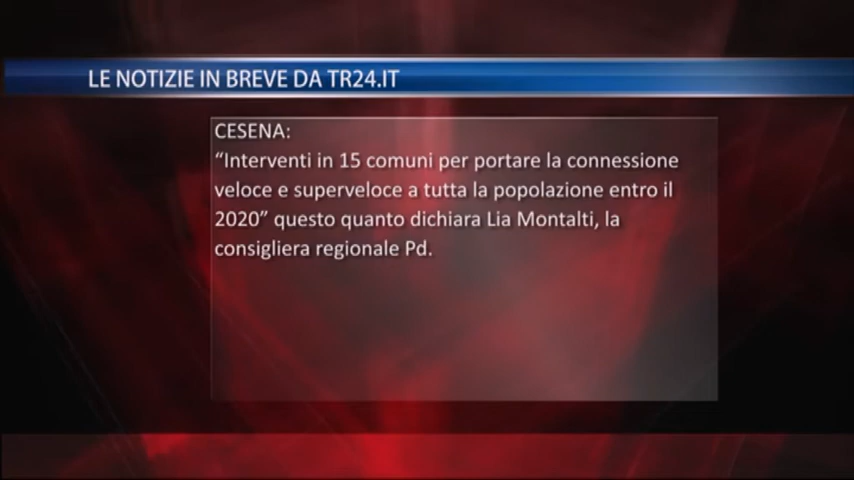 LE NOTIZIE IN BREVE DA TR24.IT
CESENA:
“Interventi in 15 comuni per portare la connessione
veloce e superveloce a tutta la popolazione entro il
2020” questo quanto dichiara Lia Montalti, la
consigliera regionale Pd.